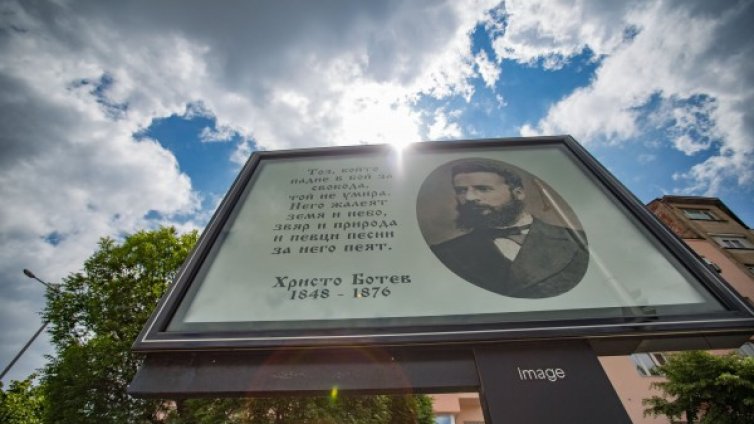 Тоз, който
падне в бой за
свобода,
той не умира.
Него жалеят
земя и небо,
звяр и природа
и певци песни
за него пеят.
Христо Ботев
1848 - 1876
Image